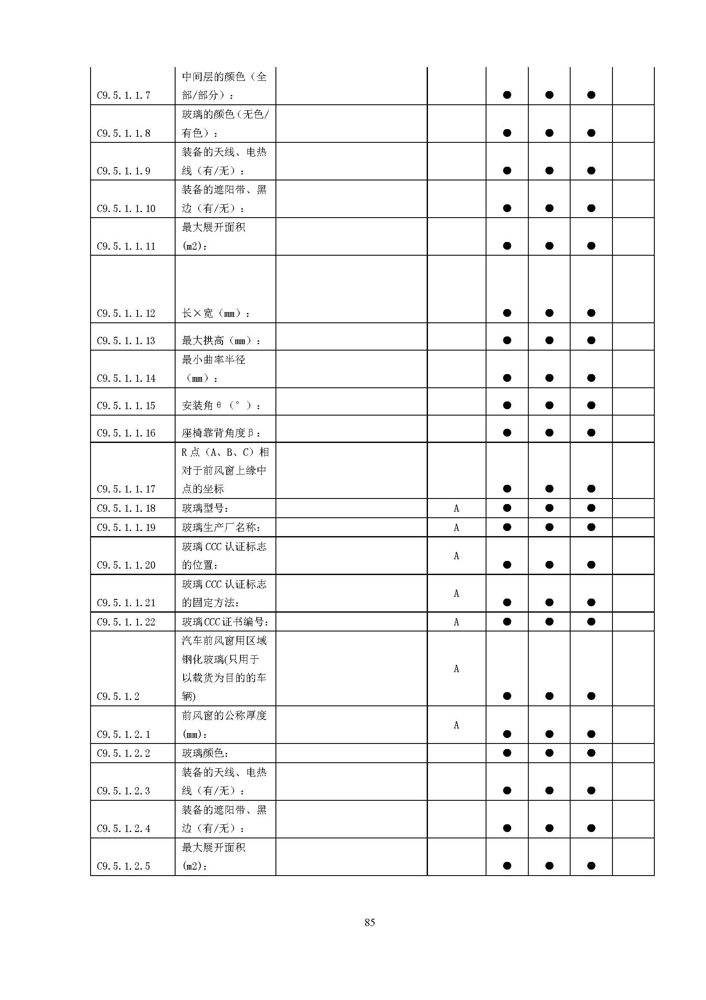 中间层的颜色（全
C9.5.1.1.7 部/部分）： ● ● ●
玻璃的颜色（无色/
C9.5.1.1.8 有色）： ● ● ●
装备的天线、电热
C9.5.1.1.9 线（有/无）： ● ● ●
装备的遮阳带、黑
C9.5.1.1.10 边（有/无）： ● ● ●
最大展开面积
C9.5.1.1.11 (m2)： ● ● ●
C9.5.1.1.12 长×宽（mm）： ● ● ●
C9.5.1.1.13 最大拱高（mm）： ● ● ●
最小曲率半径
C9.5.1.1.14 （mm）： ● ● ●
C9.5.1.1.15 安装角θ（°）： ● ● ●
C9.5.1.1.16 座椅靠背角度β： ● ● ●
R点（A、B、C）相
对于前风窗上缘中
C9.5.1.1.17 点的坐标 ● ● ●
C9.5.1.1.18 玻璃型号： A ● ● ●
C9.5.1.1.19 玻璃生产厂名称： A ● ● ●
玻璃CCC认证标志
C9.5.1.1.20 的位置： A ● ● ●
玻璃CCC认证标志
C9.5.1.1.21 的固定方法： A ● ● ●
C9.5.1.1.22 玻璃CCC证书编号： A ● ● ●
汽车前风窗用区域
钢化玻璃(只用于
以载货为目的的车
C9.5.1.2 辆) A ● ● ●
前风窗的公称厚度
C9.5.1.2.1 (mm)： A ● ● ●
C9.5.1.2.2 玻璃颜色： ● ● ●
装备的天线、电热
C9.5.1.2.3 线（有/无）： ● ● ●
装备的遮阳带、黑
C9.5.1.2.4 边（有/无）： ● ● ●
最大展开面积
C9.5.1.2.5 (m2)： ● ● ●
85